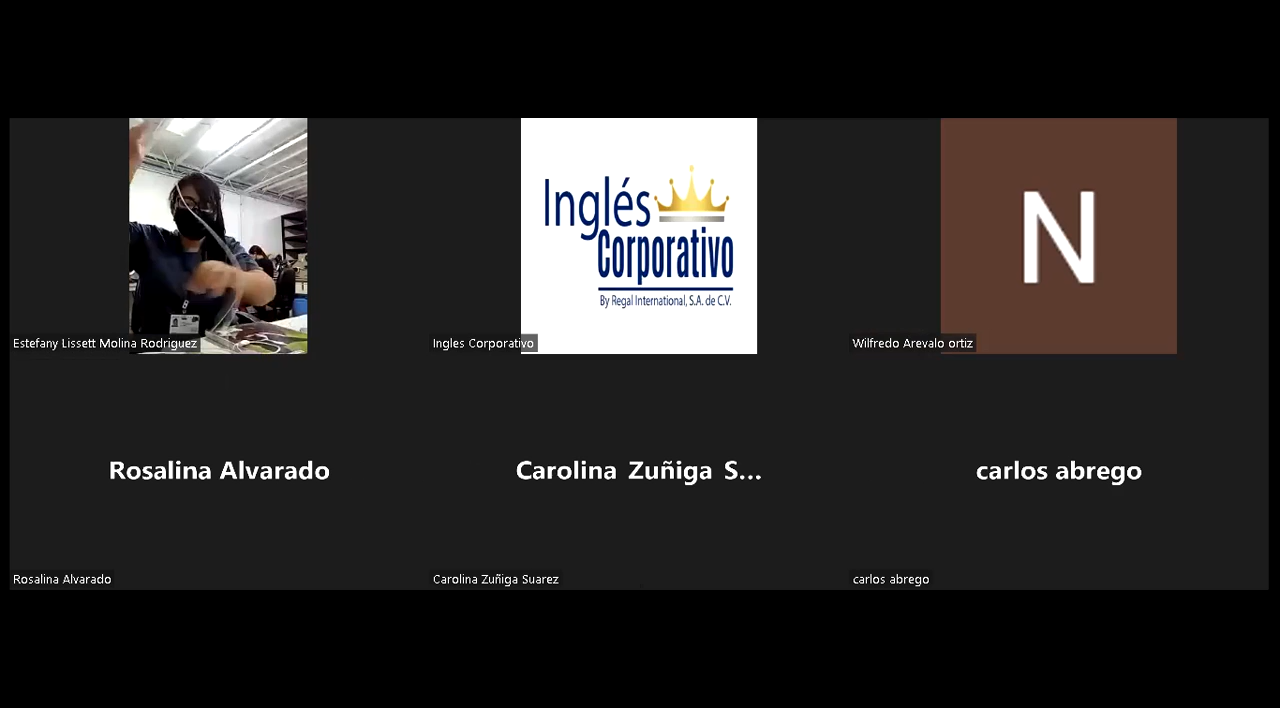 Estefany Lissett Molina Rodriguez
Inglés
Corporativo
By Regal International, S.A. de C.V.
Ingles Corporativo
N
Wilfredo Arevalo ortiz
Rosalina Alvarado
Carolina Zuñiga S...
carlos abrego
Rosalina Alvarado
Carolina Zuñiga Suarez
carlos abrego